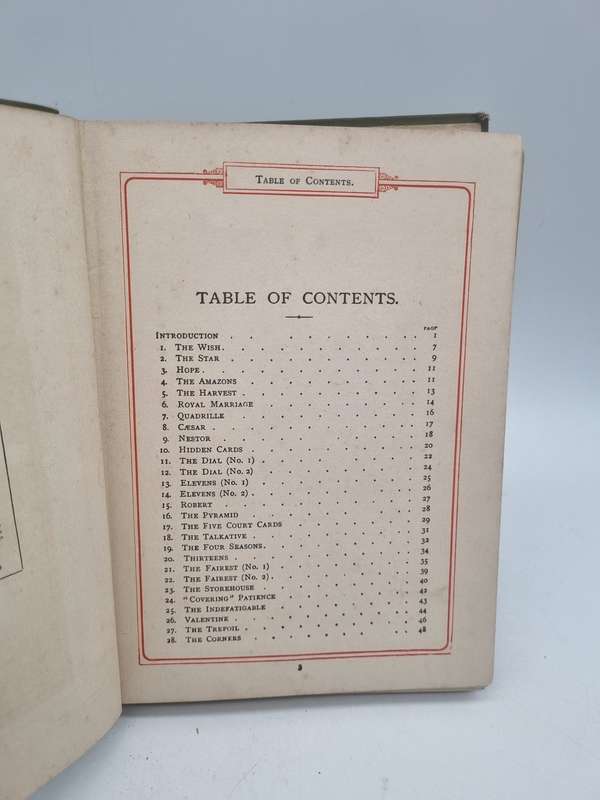 TABLE OF CONTENTS.
TABLE OF CONTENTS.
PAGE
INTRODUCTION . . . . . . . . . 1
1. THE WISH . . . . . . . . . 7
2. THE STAR . . . . . . . . . 9
3. HOPE . . . . . . . . . 11
4. THE AMAZONS . . . . . . . . . 11
5. THE HARVEST . . . . . . . . . 13
6. ROYAL MARRIAGE . . . . . . . . 14
7. QUADRILLE . . . . . . . . . 16
8. CÆSAR . . . . . . . . . 17
9. NESTOR . . . . . . . . . 18
10. HIDDEN CARDS . . . . . . . . 20
11. THE DIAL (No. 1) . . . . . . . . 22
12. THE DIAL (No. 2) . . . . . . . . 24
13. ELEVENS (No. 1) . . . . . . . . 25
14. ELEVENS (No. 2) . . . . . . . . 26
15. ROBERT . . . . . . . . . 27
16. THE PYRAMID . . . . . . . . 28
17. THE FIVE COURT CARDS . . . . . . . 29
18. THE TALKATIVE . . . . . . . . 31
19. THE FOUR SEASONS . . . . . . . . 32
20. THIRTEENS . . . . . . . . . 34
21. THE FAIREST (No. 1) . . . . . . . . 35
22. THE FAIREST (No. 2) . . . . . . . . 39
23. THE STOREHOUSE . . . . . . . . 40
24. "COVERING" PATIENCE . . . . . . . 42
25. THE INDEFATIGABLE . . . . . . . . 43
26. VALENTINE . . . . . . . . . 44
27. THE TREFOIL . . . . . . . . . 46
28. THE CORNERS . . . . . . . . . 48
3